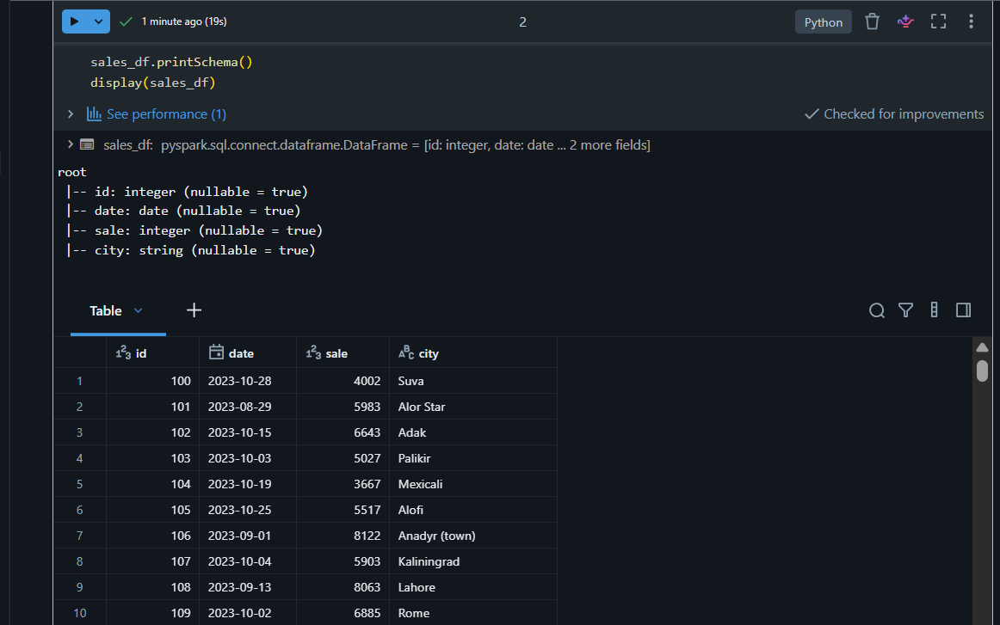 1 minute ago (19s) 2 Python
sales_df.printSchema()
display(sales_df)
See performance (1) Checked for improvements
sales_df: pyspark.sql.connect.dataframe.DataFrame = [id: integer, date: date ... 2 more fields]
root
|-- id: integer (nullable = true)
|-- date: date (nullable = true)
|-- sale: integer (nullable = true)
|-- city: string (nullable = true)
Table +
123 id date 123 sale ABC city
1 100 2023-10-28 4002 Suva
2 101 2023-08-29 5983 Alor Star
3 102 2023-10-15 6643 Adak
4 103 2023-10-03 5027 Palikir
5 104 2023-10-19 3667 Mexicali
6 105 2023-10-25 5517 Alofi
7 106 2023-09-01 8122 Anadyr (town)
8 107 2023-10-04 5903 Kaliningrad
9 108 2023-09-13 8063 Lahore
10 109 2023-10-02 6885 Rome